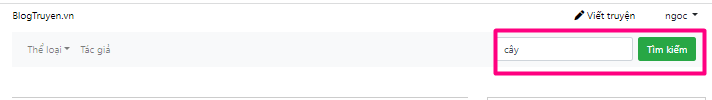 BlogTruyen.vn Viết truyện ngoc
Thể loại Tác giả cây Tìm kiếm